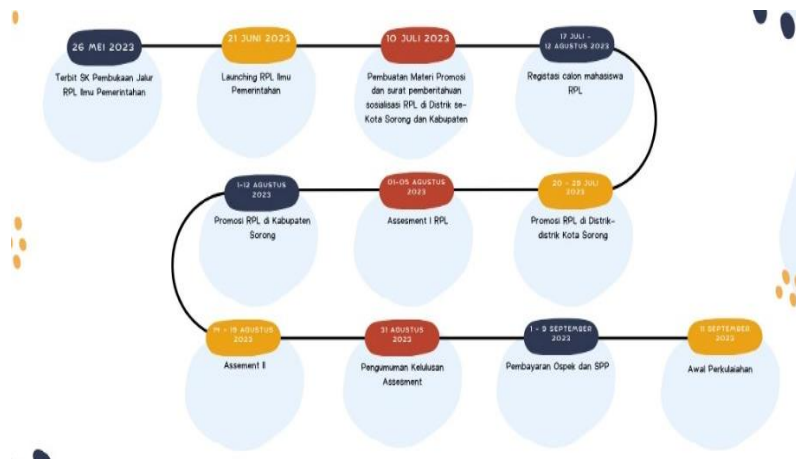 26 MEI 2023
Terbit SK Pembukaan Jalur
RPL Ilmu Pemerintahan
21 JUNI 2023
Launching RPL Ilmu
Pemerintahan
10 JULI 2023
Pembuatan Materi Promosi
dan surat pemberitahuan
sosialisasi RPL di Distrik se-
Kota Sorong dan Kabupaten
17 JULI -
12 AGUSTUS 2023
Registasi calon mahasiswa
RPL
20 - 29 JULI
2023
Promosi RPL di Distrik-
distrik Kota Sorong
01-05 AGUSTUS
2023
Assesment I RPL
1-12 AGUSTUS
2023
Promosi RPL di Kabupaten
Sorong
14 - 19 AGUSTUS
2023
Assement II
31 AGUSTUS
2023
Pengumuman Kelulusan
Assesment
1 - 9 SEPTEMBER
2023
Pembayaran Ospek dan SPP
11 SEPTEMBER
2023
Awal Perkulaiahan